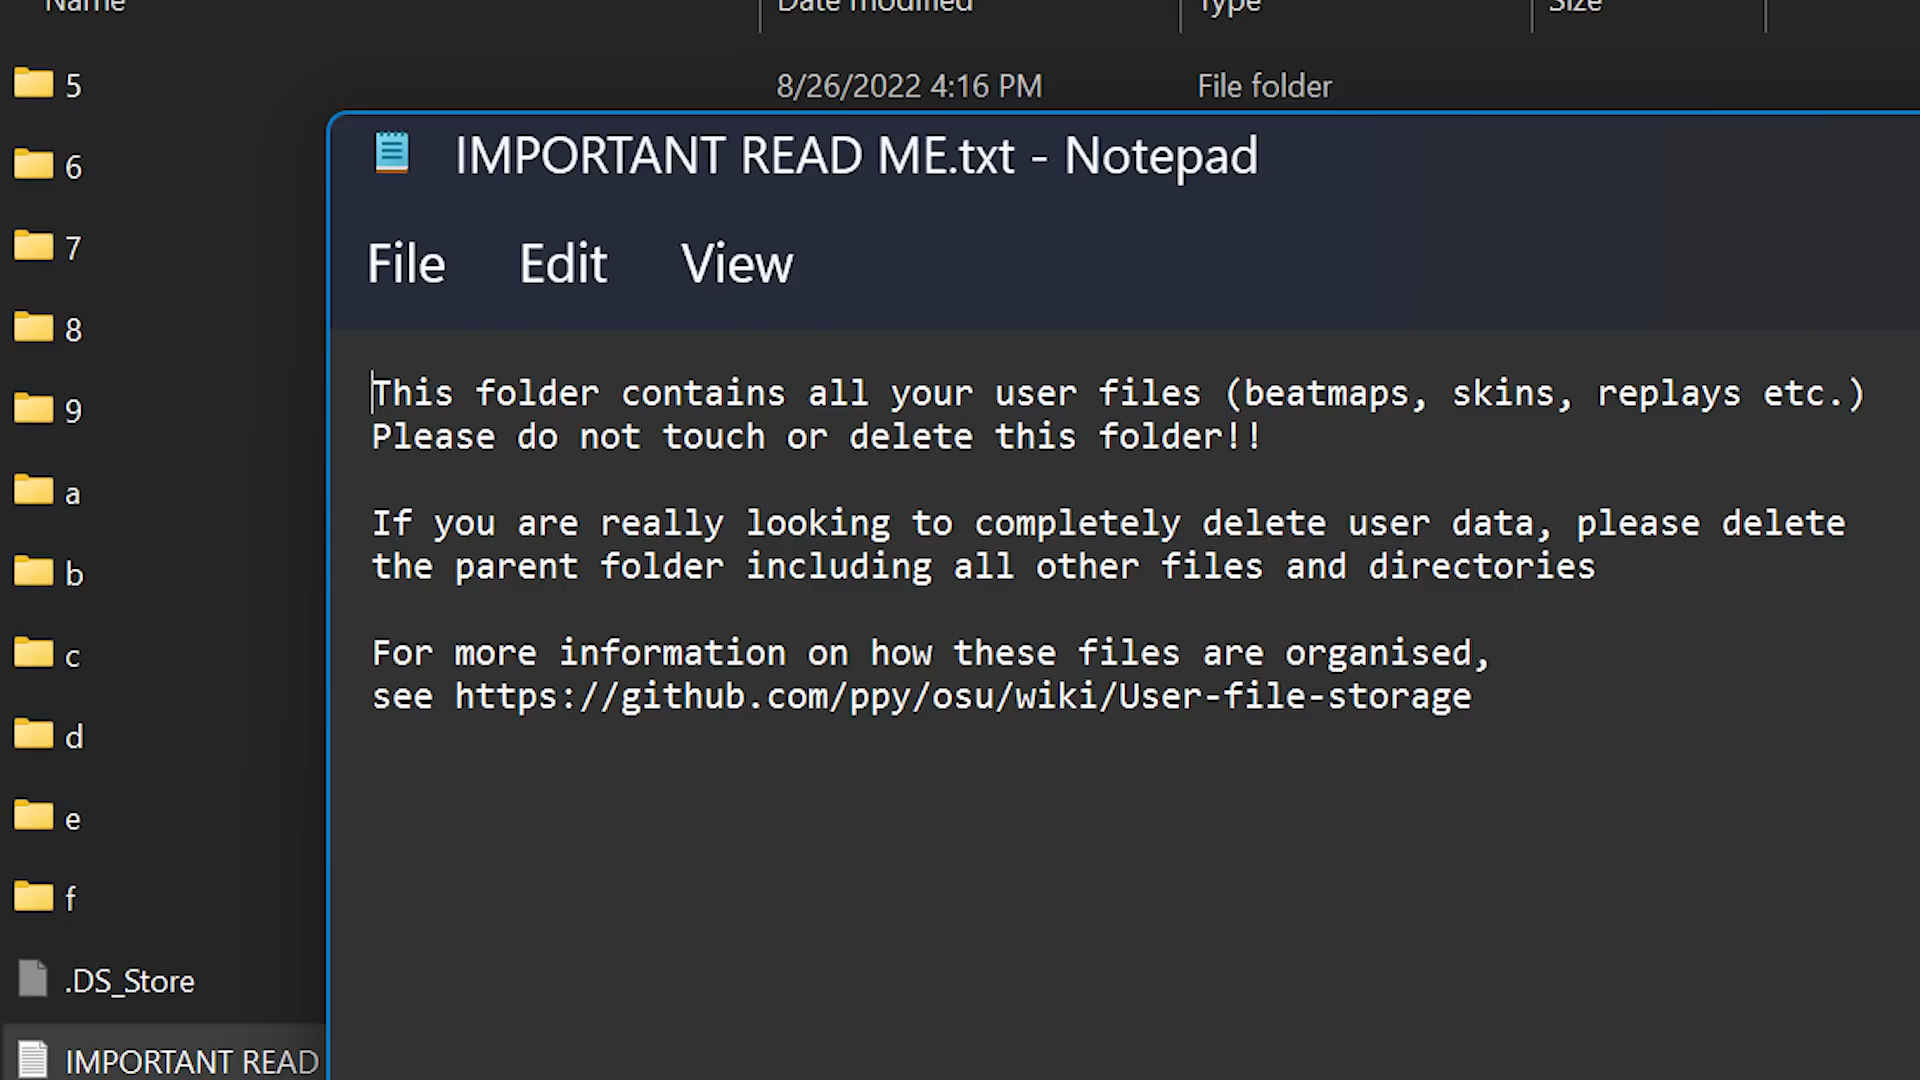 Name Date modified Type Size
5 8/26/2022 4:16 PM File folder
IMPORTANT READ ME.txt - Notepad
6
File Edit View
7
8
This folder contains all your user files (beatmaps, skins, replays etc.)
9
Please do not touch or delete this folder!!
a
If you are really looking to completely delete user data, please delete
b
the parent folder including all other files and directories
c
For more information on how these files are organised,
see https://github.com/ppy/osu/wiki/User-file-storage
d
e
f
.DS_Store
IMPORTANT READ